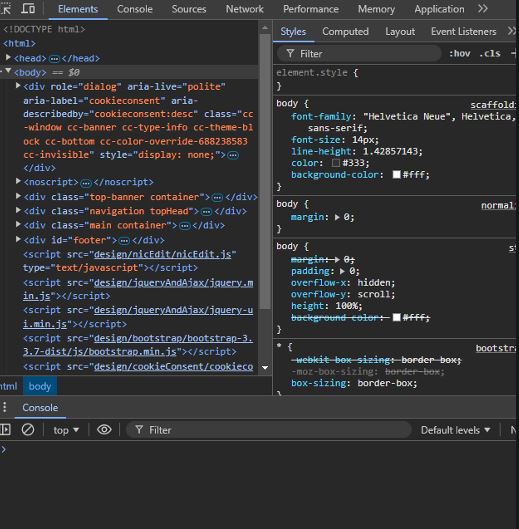 Elements Console Sources Network Performance Memory Application
<!DOCTYPE html>
<html>
<head> </head>
<body> == $0
<div role="dialog" aria-live="polite"
aria-label="cookieconsent" aria-
describedby="cookieconsent:desc" class="cc
-window cc-banner cc-type-info cc-theme-bl
ock cc-bottom cc-color-override-688238583
cc-invisible" style="display: none;">
</div>
<noscript> </noscript>
<div class="top-banner container"> </div>
<div class="navigation topHead"> </div>
<div class="main container"> </div>
<div id="footer"> </div>
<script src="design/nicEdit/nicEdit.js"
type="text/javascript"></script>
<script src="design/jqueryAndAjax/jquery.m
in.js"></script>
<script src="design/jqueryAndAjax/jquery-u
i.min.js"></script>
<script src="design/bootstrap/bootstrap-3.
3.7-dist/js/bootstrap.min.js"></script>
<script src="design/cookieConsent/cookieco
html body
Styles Computed Layout Event Listeners
Filter :hov .cls +
element.style {
}
body { scaffoldi
font-family: "Helvetica Neue", Helvetica,
sans-serif;
font-size: 14px;
line-height: 1.42857143;
color: #333;
background-color: #fff;
}
body { normali
margin: 0;
}
body { st
margin: 0;
padding: 0;
overflow-x: hidden;
overflow-y: scroll;
height: 100%;
background-color: #fff;
}
* { bootstra
-webkit-box-sizing: border-box;
-moz-box-sizing: border-box;
box-sizing: border-box;
Console
top Filter Default levels